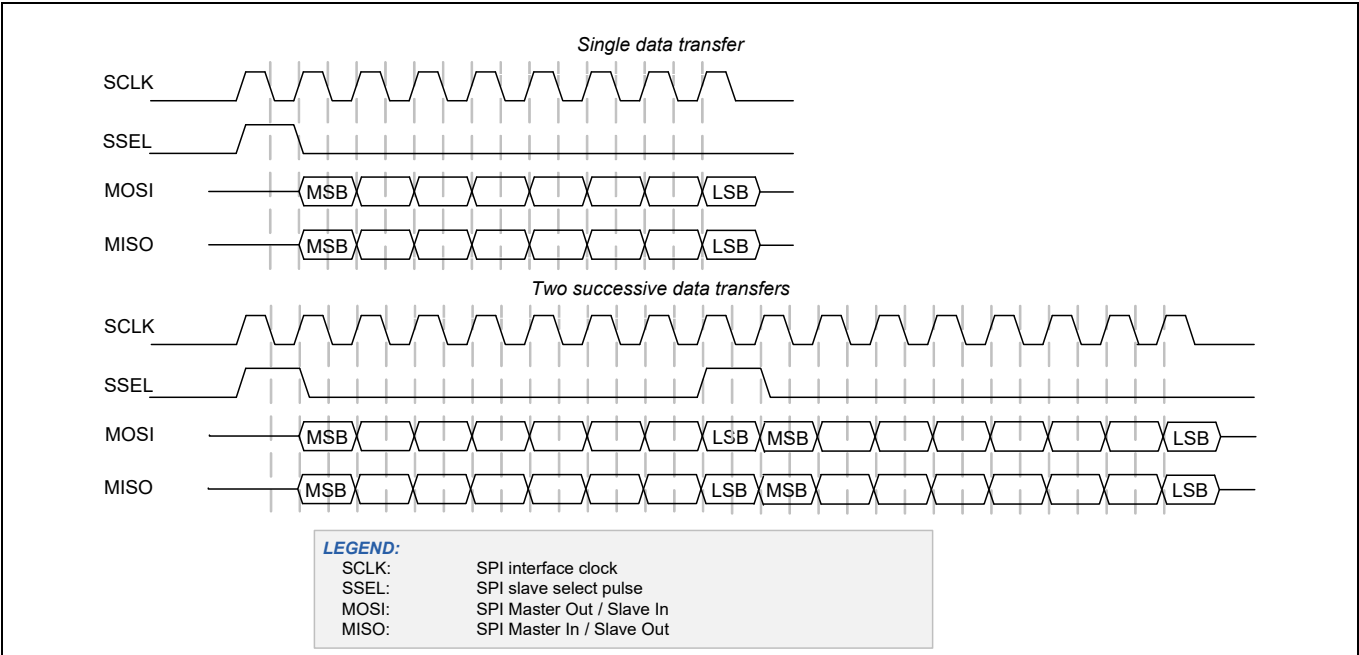 Single data transfer
SCLK
SSEL
MOSI MSB LSB
MISO MSB LSB
Two successive data transfers
SCLK
SSEL
MOSI MSB LSB MSB LSB
MISO MSB LSB MSB LSB
LEGEND:
SCLK: SPI interface clock
SSEL: SPI slave select pulse
MOSI: SPI Master Out / Slave In
MISO: SPI Master In / Slave Out